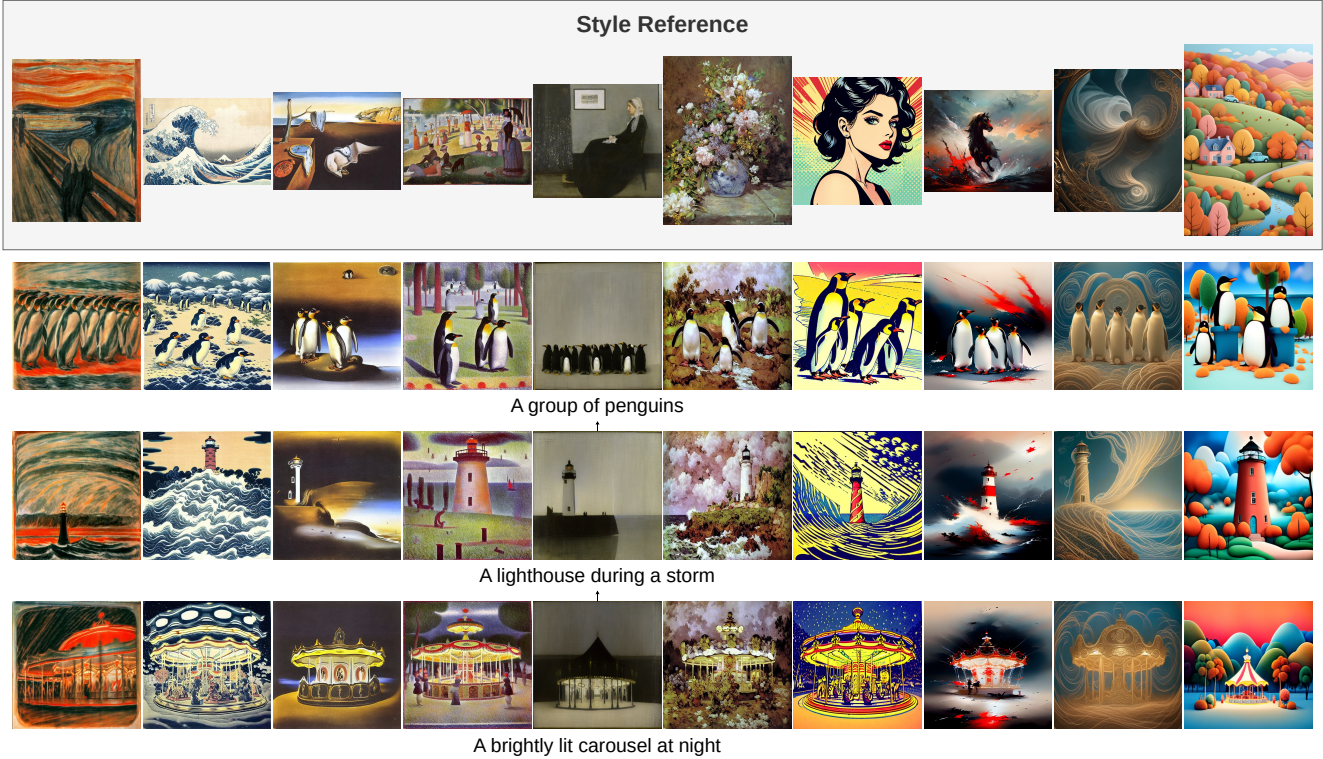 Style Reference
A group of penguins
A lighthouse during a storm
A brightly lit carousel at night